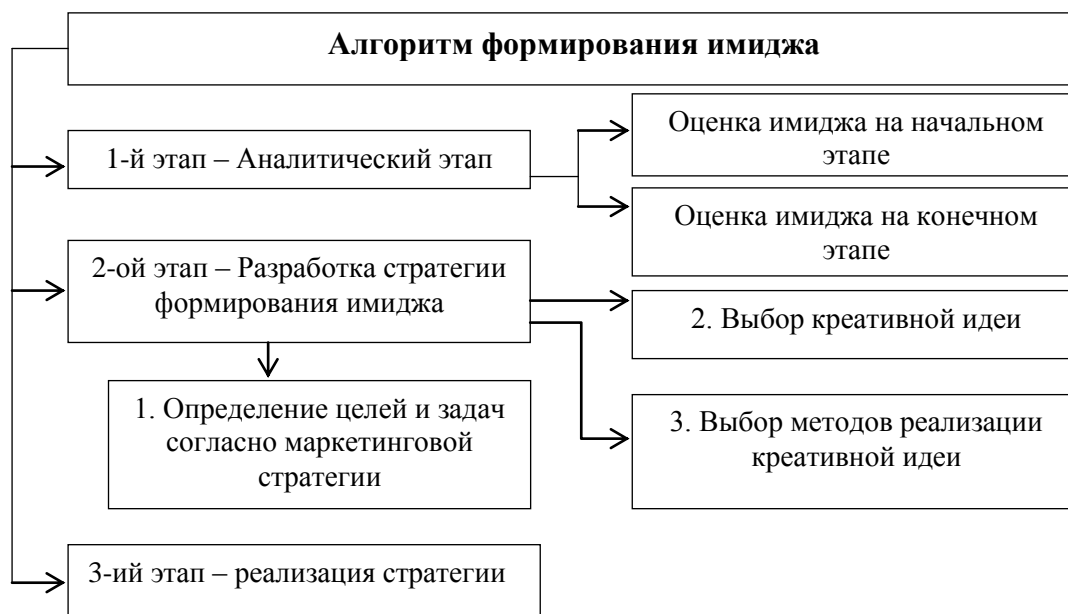 Алгоритм формирования имиджа
1-й этап – Аналитический этап
Оценка имиджа на начальном
этапе
Оценка имиджа на конечном
этапе
2-ой этап – Разработка стратегии
формирования имиджа
1. Определение целей и задач
согласно маркетинговой
стратегии
2. Выбор креативной идеи
3. Выбор методов реализации
креативной идеи
3-ий этап – реализация стратегии